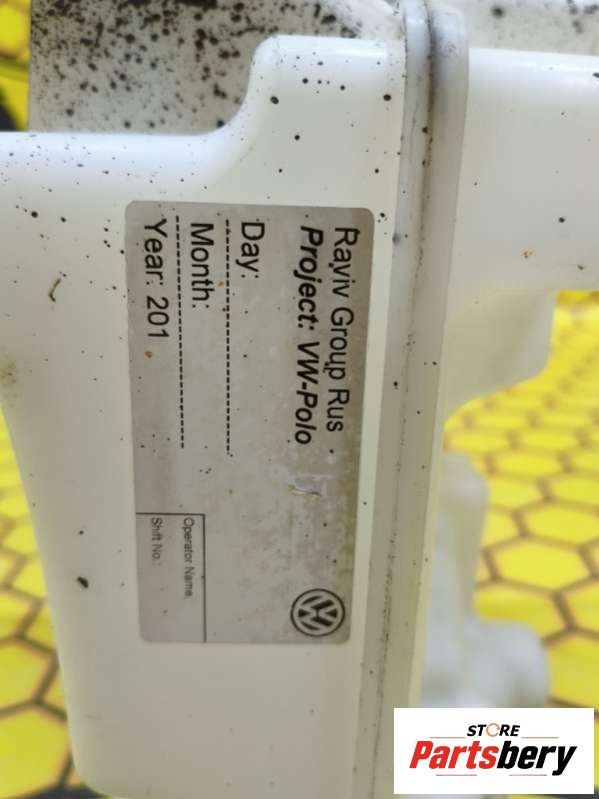 Raviv Group Rus
Project: VW-Polo
Day:
Month:
Year: 201
Operator Name:
Shift No.:
STORE
Partsbery